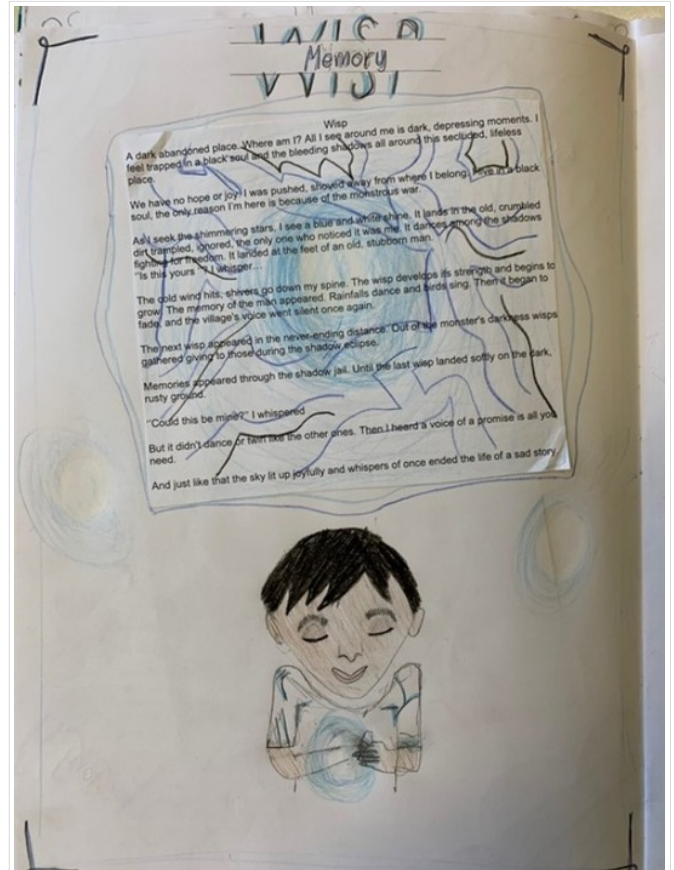 Memory
Wisp
A dark abandoned place. Where am I? All I see around me is dark, depressing moments. I
feel trapped in a black soul and the bleeding shadows all around this secluded, lifeless
place.
We have no hope or joy. I was pushed, shoved away from where I belong. I live in a black
soul, the only reason I'm here is because of the monstrous war.
As I seek the shimmering stars, I see a blue and white shine. It lands in the old, crumbled
dirt trampled, ignored, the only one who noticed it was me. It dances among the shadows
fighting for freedom. It landed at the feet of an old, stubborn man.
"Is this yours I whisper...
The cold wind hits, shivers go down my spine. The wisp develops its strength and begins to
grow. The memory of the man appeared. Rainfalls dance and birds sing. Then it began to
fade, and the village's voice went silent once again.
The next wisp appeared in the never-ending distance. Out of the monster's darkness wisps
gathered giving to those during the shadow eclipse.
Memories appeared through the shadow jail. Until the last wisp landed softly on the dark,
rusty ground.
"Could this be mine?" I whispered
But it didn't dance or twirl like the other ones. Then I heard a voice of a promise is all you
need.
And just like that the sky lit up joyfully and whispers of once ended the life of a sad story